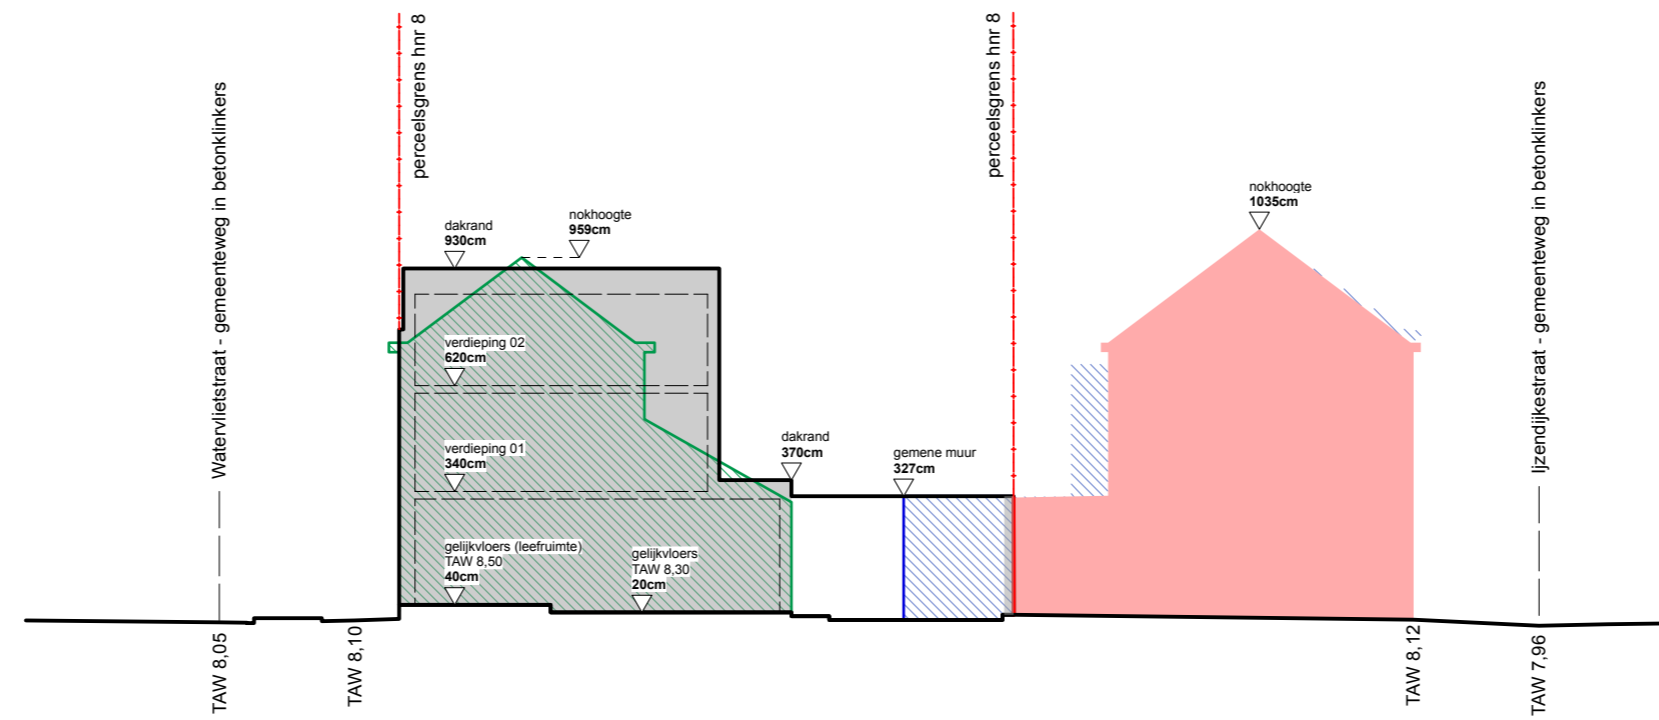 perceelsgrens hnr 8
perceelsgrens hnr 8
Watervlietstraat - gemeenteweg in betonklinkers
Ijzendijkestraat - gemeenteweg in betonklinkers
nokhoogte
1035cm
nokhoogte
959cm
dakrand
930cm
verdieping 02
620cm
dakrand
370cm
verdieping 01
340cm
gemene muur
327cm
gelijkvloers (leefruimte)
TAW 8,50
40cm
gelijkvloers
TAW 8,30
20cm
TAW 8,05
TAW 8,10
TAW 8,12
TAW 7,96